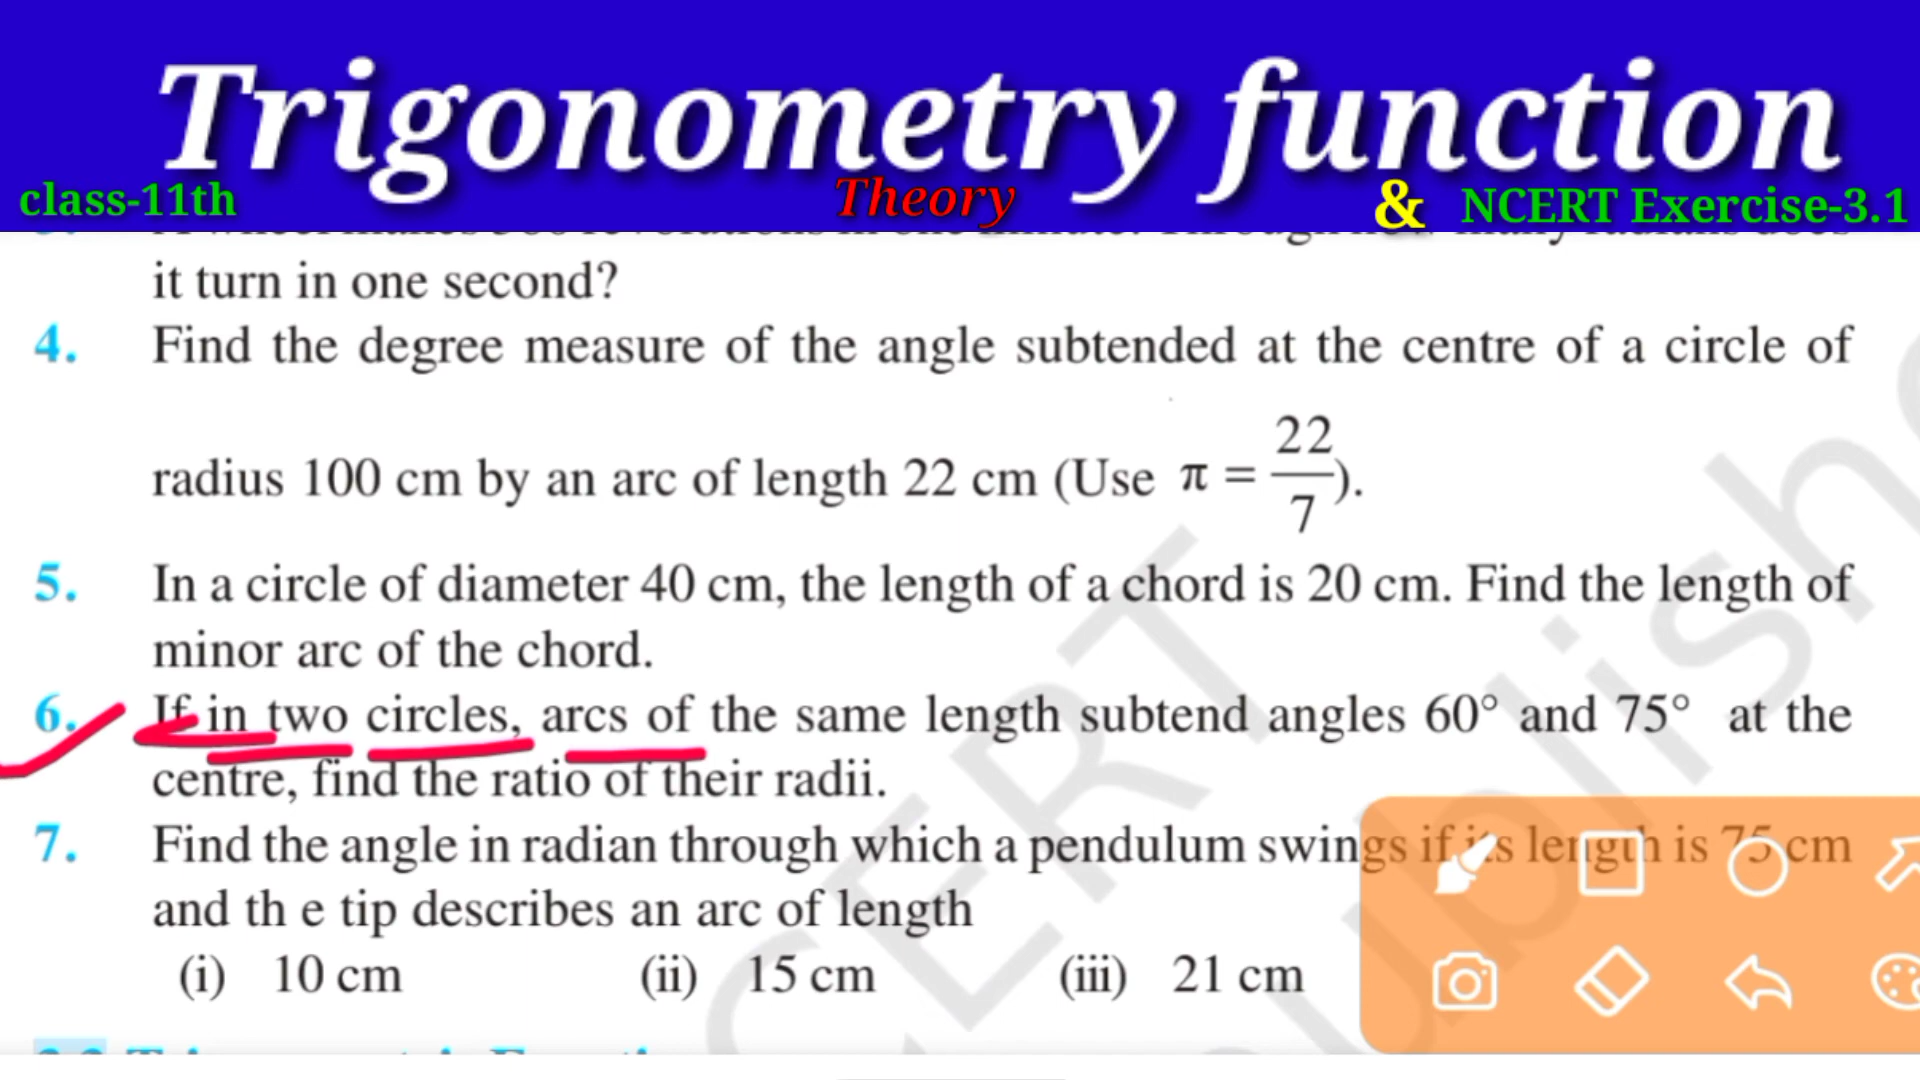 Trigonometry function
class-11th Theory & NCERT Exercise-3.1
it turn in one second?
4. Find the degree measure of the angle subtended at the centre of a circle of
radius 100 cm by an arc of length 22 cm (Use π = 22/7).
5. In a circle of diameter 40 cm, the length of a chord is 20 cm. Find the length of
minor arc of the chord.
6. If in two circles, arcs of the same length subtend angles 60° and 75° at the
centre, find the ratio of their radii.
7. Find the angle in radian through which a pendulum swings if its length is 75 cm
and th e tip describes an arc of length
(i) 10 cm (ii) 15 cm (iii) 21 cm